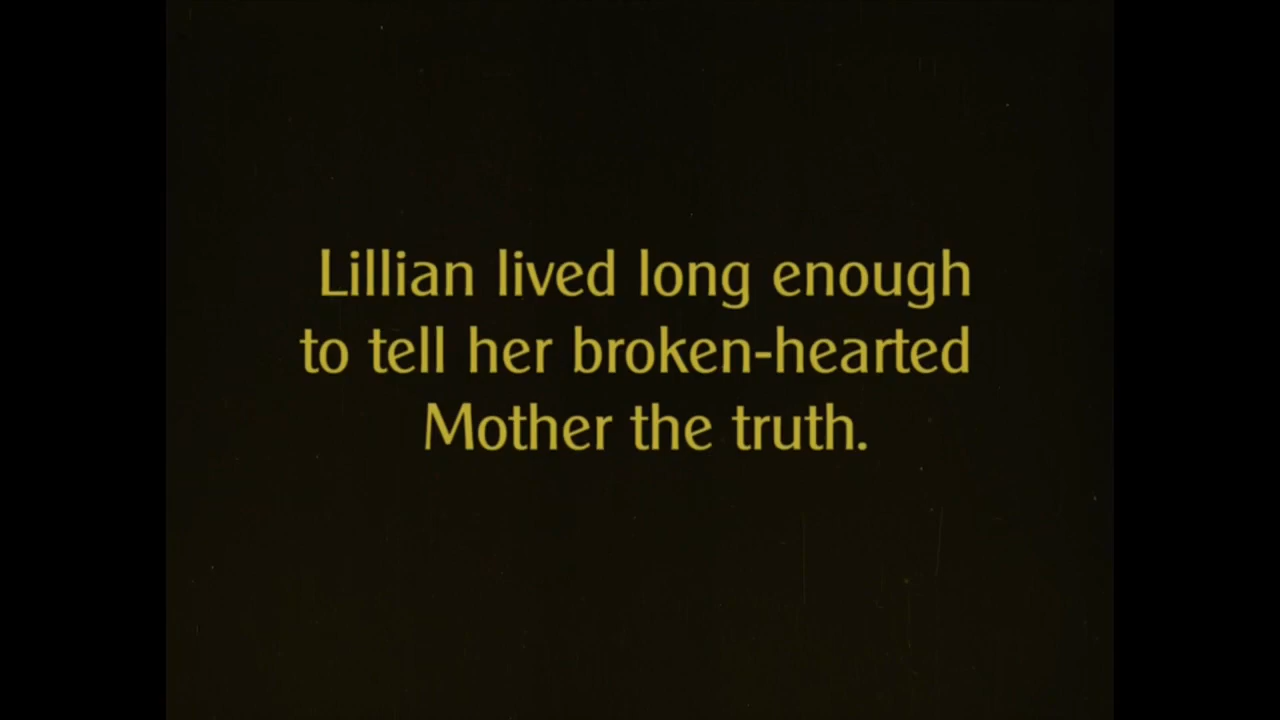 Lillian lived long enough
to tell her broken-hearted
Mother the truth.